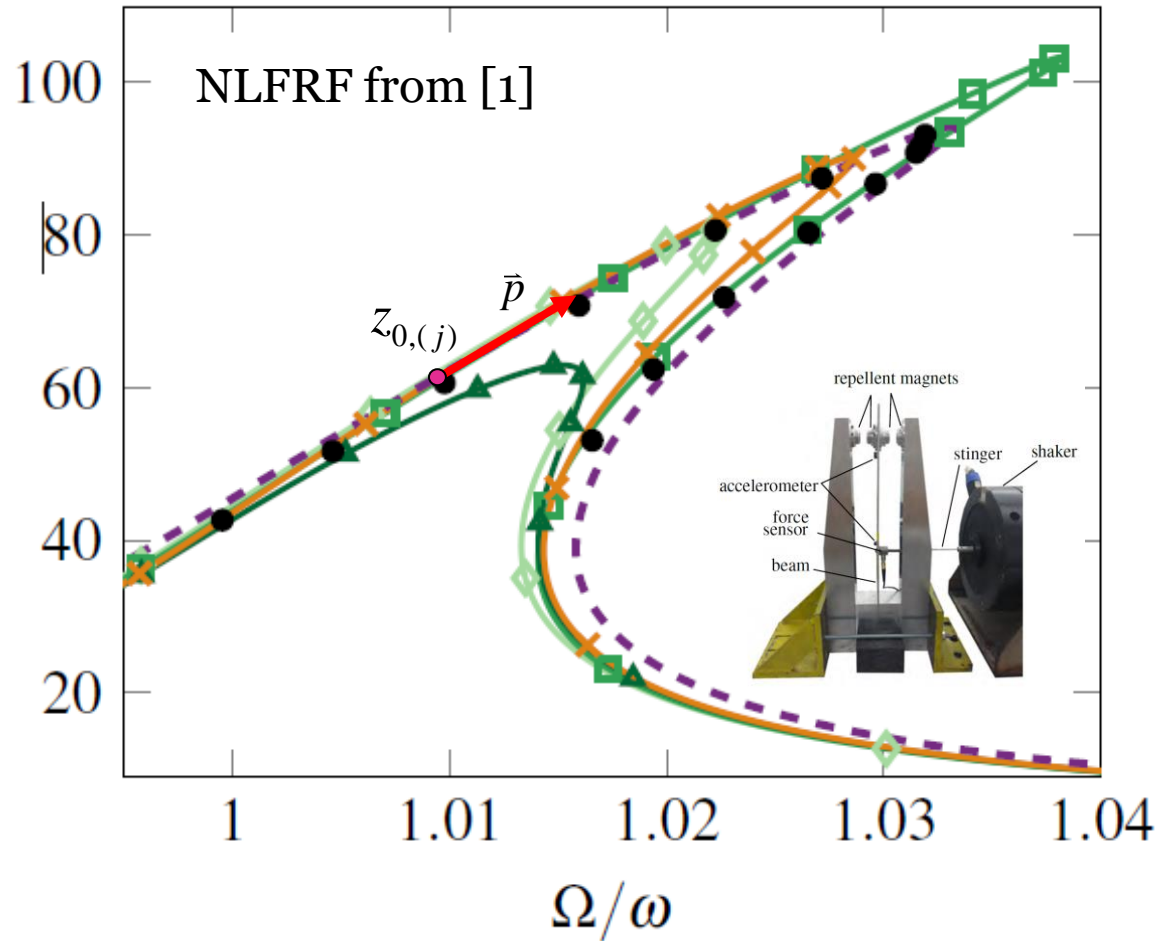 NLFRF from [1]
100
80
60
40
20
z₀,₍ⱼ₎
p⃗
repellent magnets
accelerometer
stinger
shaker
force
sensor
beam
1
1.01
1.02
1.03
1.04
Ω/ω